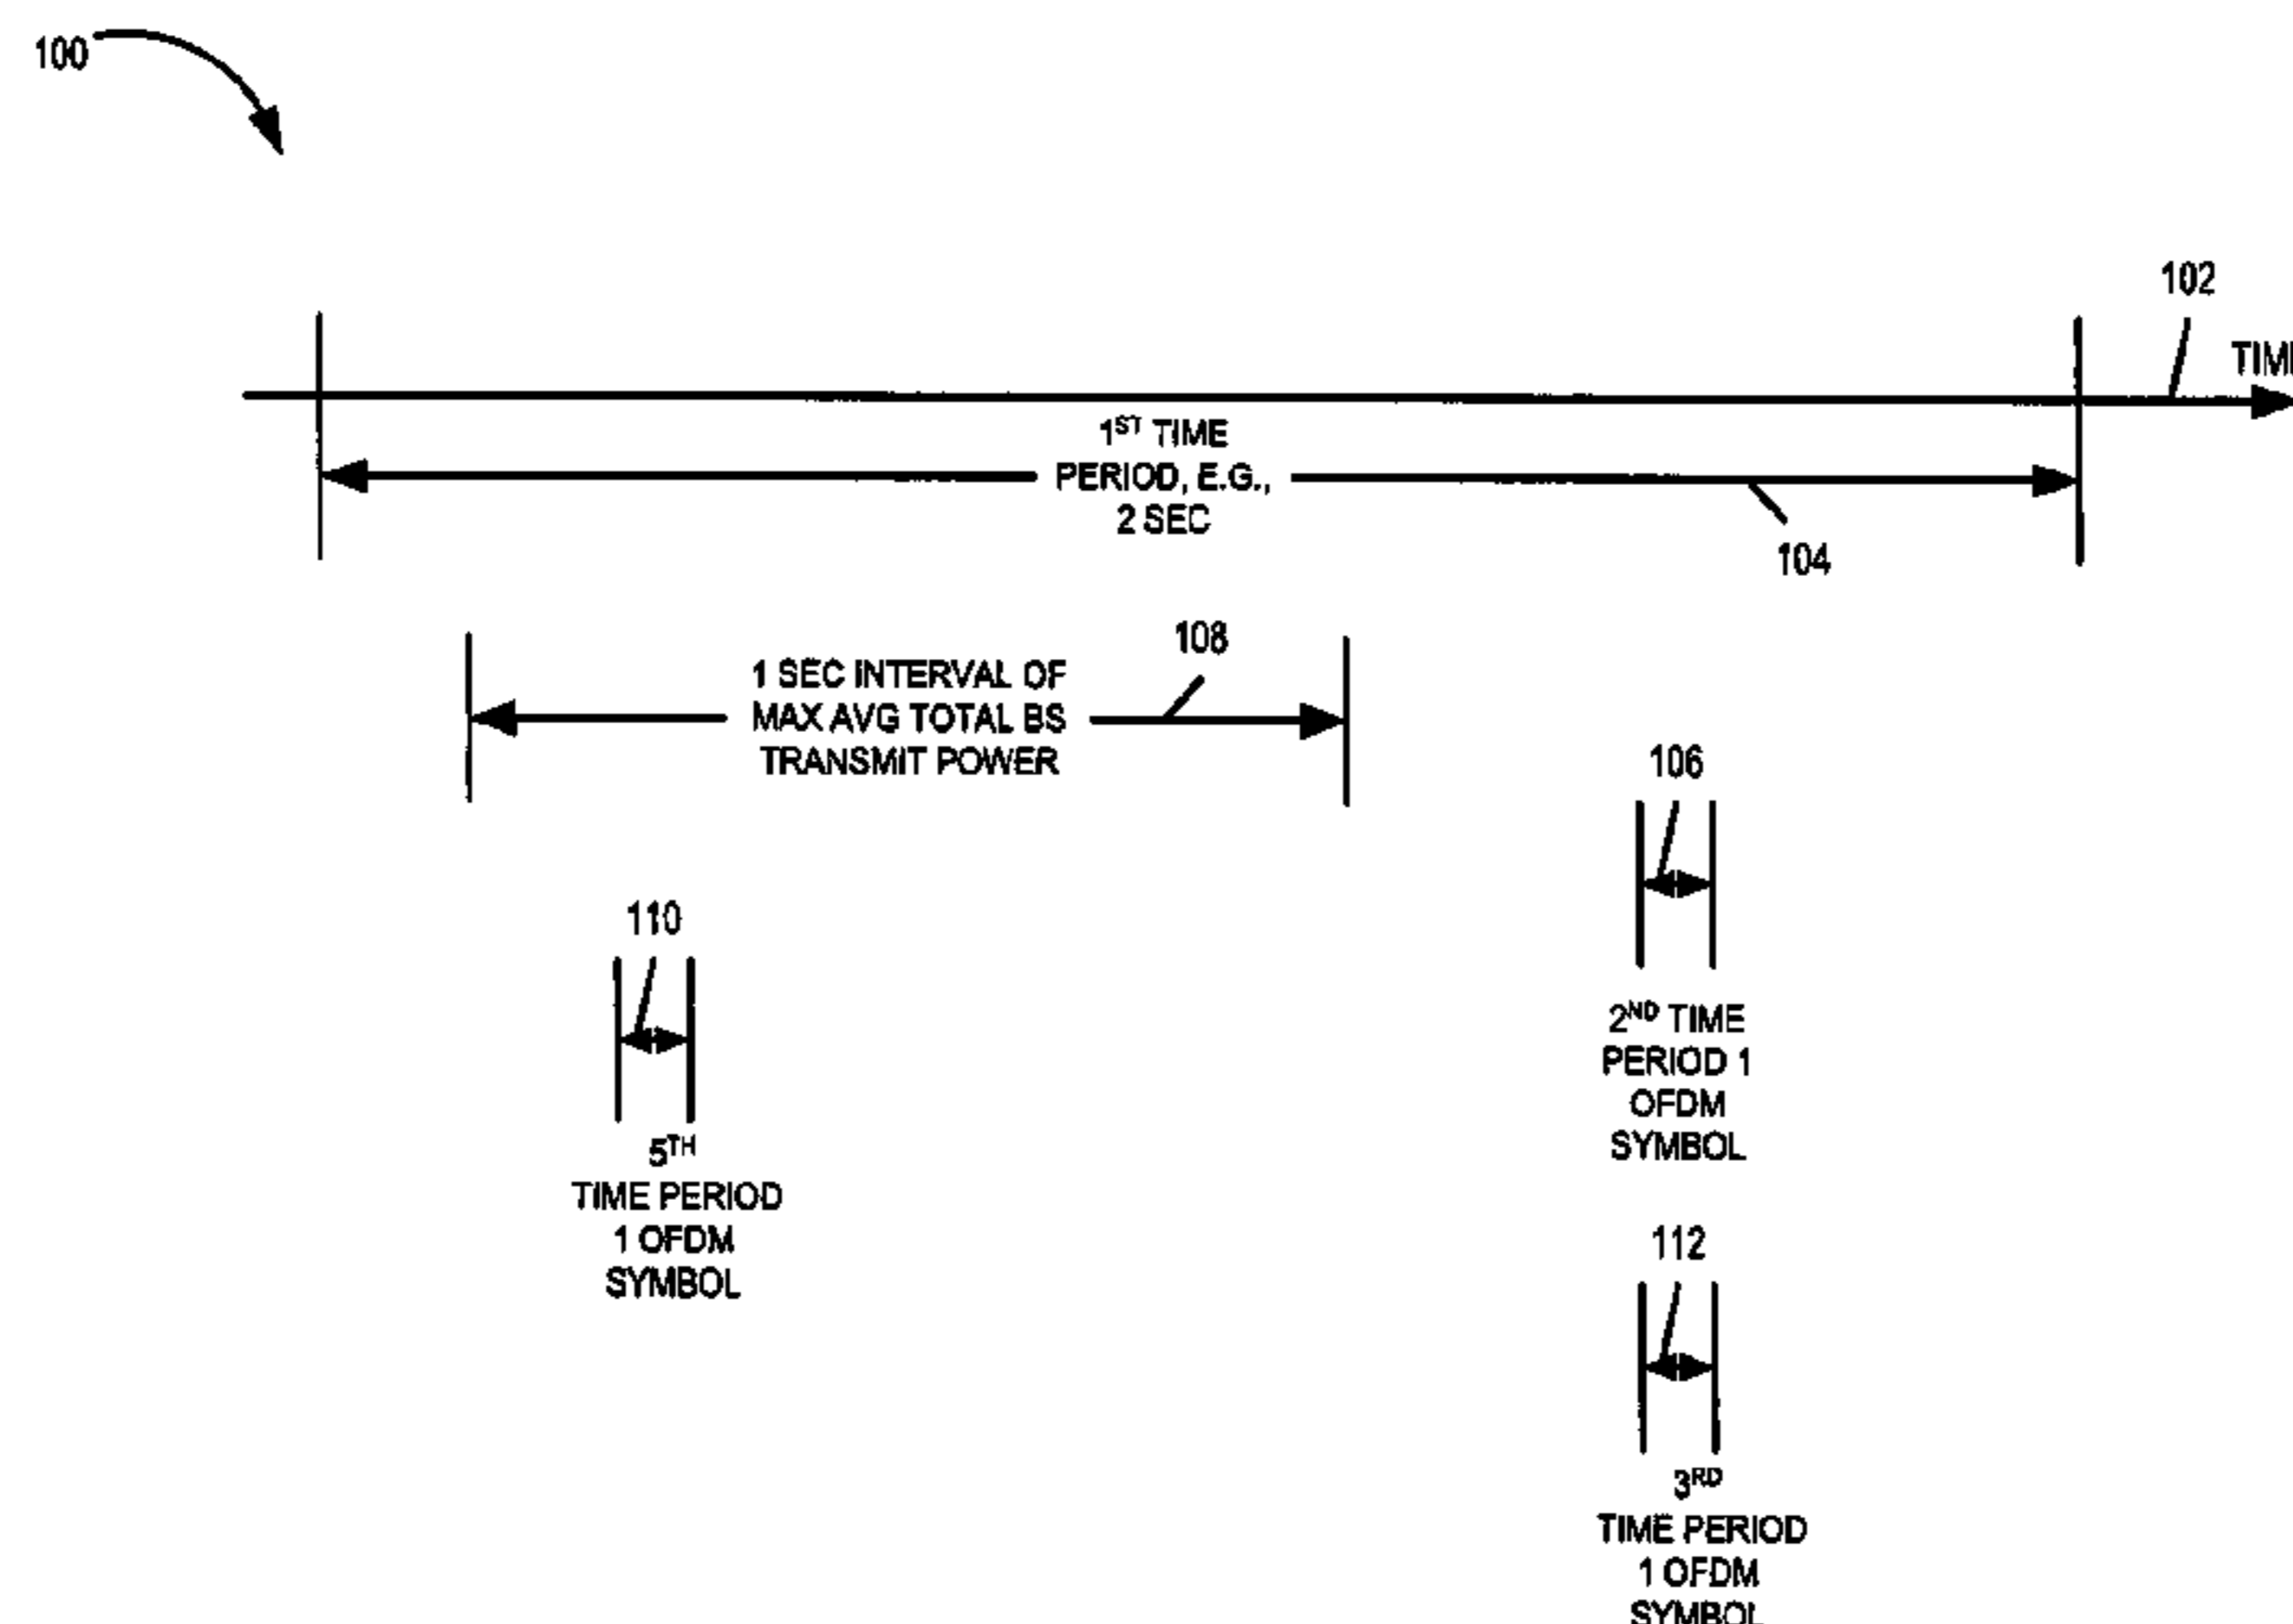 100
102
TIME
1ST TIME
PERIOD, E.G.,
2 SEC
104
108
1 SEC INTERVAL OF
MAX AVG TOTAL BS
TRANSMIT POWER
106
110
2ND TIME
PERIOD 1
OFDM
SYMBOL
5TH
TIME PERIOD
1 OFDM
SYMBOL
112
3RD
TIME PERIOD
1 OFDM
SYMBOL